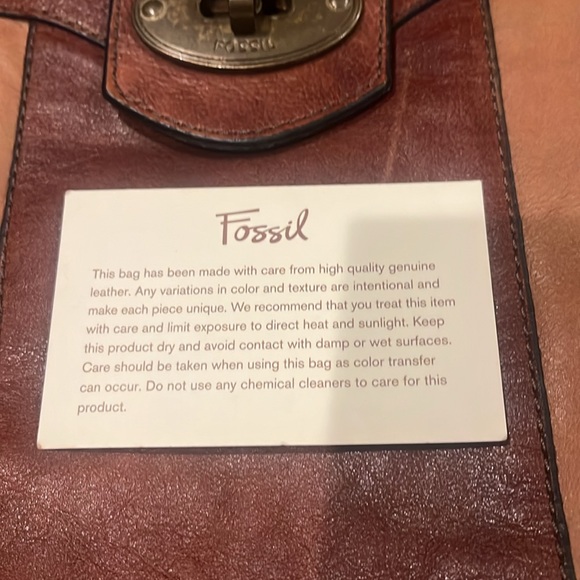 FOSSIL
Fossil
This bag has been made with care from high quality genuine
leather. Any variations in color and texture are intentional and
make each piece unique. We recommend that you treat this item
with care and limit exposure to direct heat and sunlight. Keep
this product dry and avoid contact with damp or wet surfaces.
Care should be taken when using this bag as color transfer
can occur. Do not use any chemical cleaners to care for this
product.